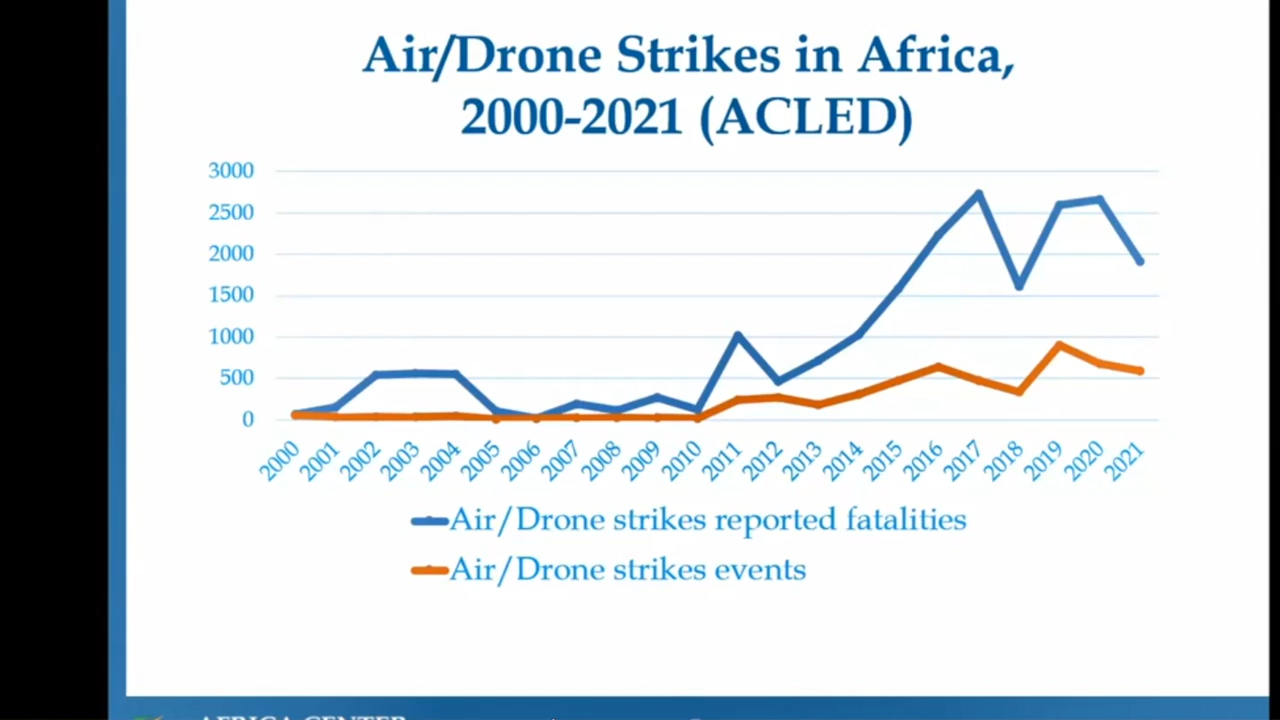 Air/Drone Strikes in Africa,
2000-2021 (ACLED)
3000
2500
2000
1500
1000
500
0
2000 2001 2002 2003 2004 2005 2006 2007 2008 2009 2010 2011 2012 2013 2014 2015 2016 2017 2018 2019 2020 2021
Air/Drone strikes reported fatalities
Air/Drone strikes events
AFRICA CENTER